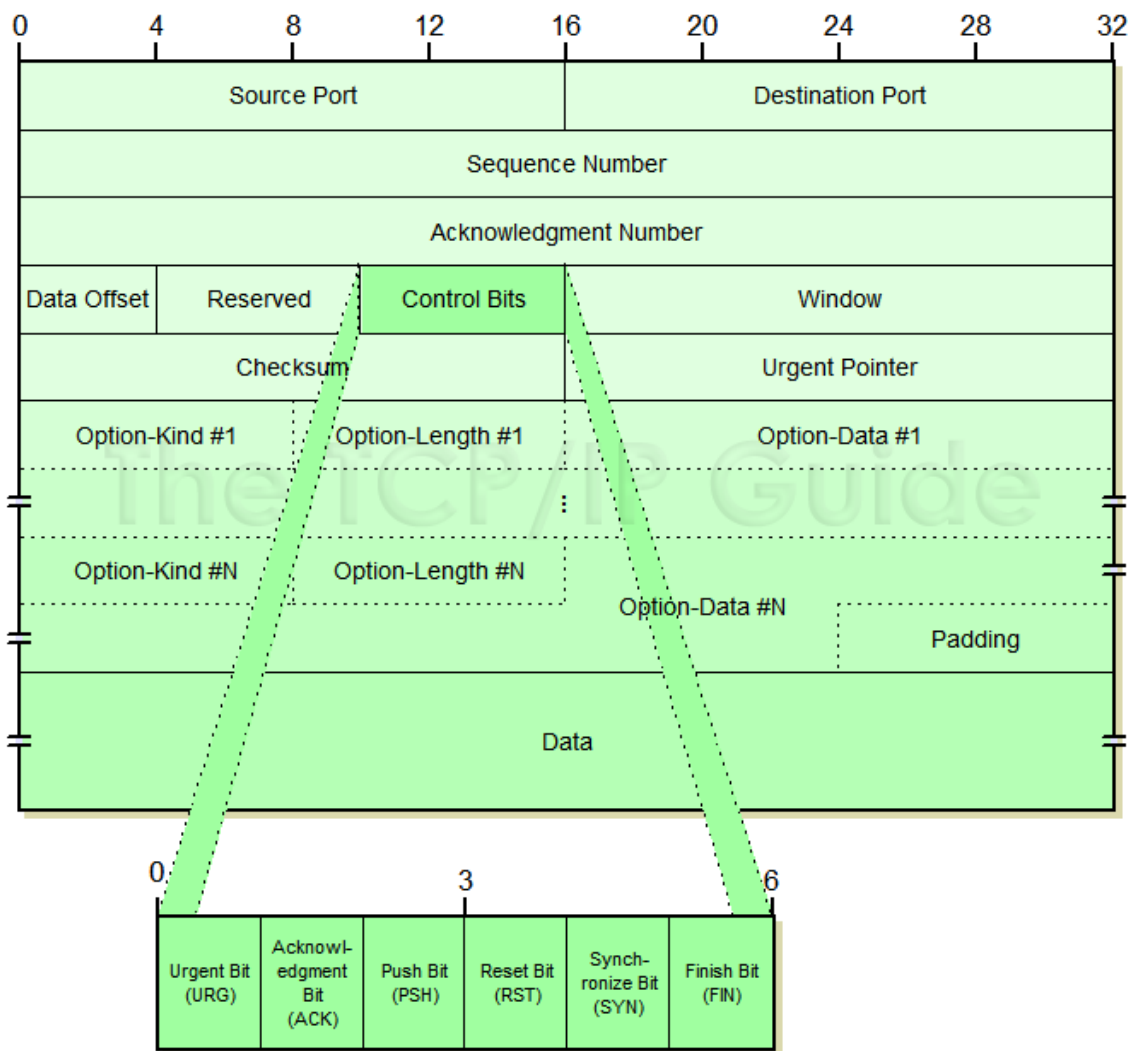 0 4 8 12 16 20 24 28 32
Source Port Destination Port
Sequence Number
Acknowledgment Number
Data Offset Reserved Control Bits Window
Checksum Urgent Pointer
Option-Kind #1 Option-Length #1 Option-Data #1
The TCP/IP Guide
...
Option-Kind #N Option-Length #N
Option-Data #N
Padding
Data
0 3 6
Urgent Bit
(URG)
Acknowl-
edgment
Bit
(ACK)
Push Bit
(PSH)
Reset Bit
(RST)
Synch-
ronize Bit
(SYN)
Finish Bit
(FIN)